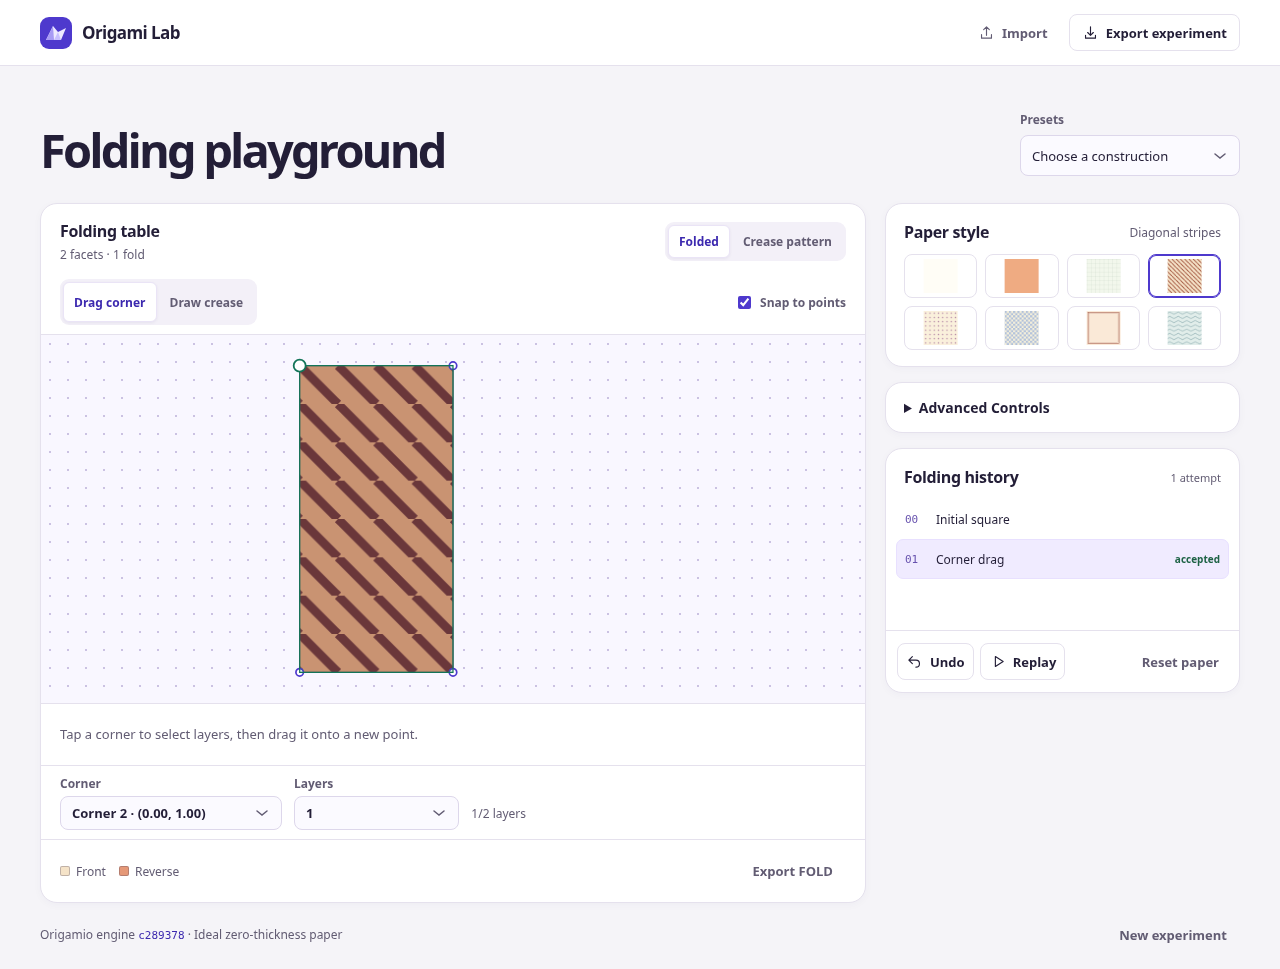 Origami Lab
Import
Export experiment
Folding playground
Presets
Choose a construction
Folding table
2 facets · 1 fold
Folded
Crease pattern
Drag corner
Draw crease
Snap to points
Tap a corner to select layers, then drag it onto a new point.
Corner
Layers
Corner 2 · (0.00, 1.00)
1
1/2 layers
Front
Reverse
Export FOLD
Paper style
Diagonal stripes
Advanced Controls
Folding history
1 attempt
00 Initial square
01 Corner drag accepted
Undo
Replay
Reset paper
Origamio engine c289378 · Ideal zero-thickness paper
New experiment